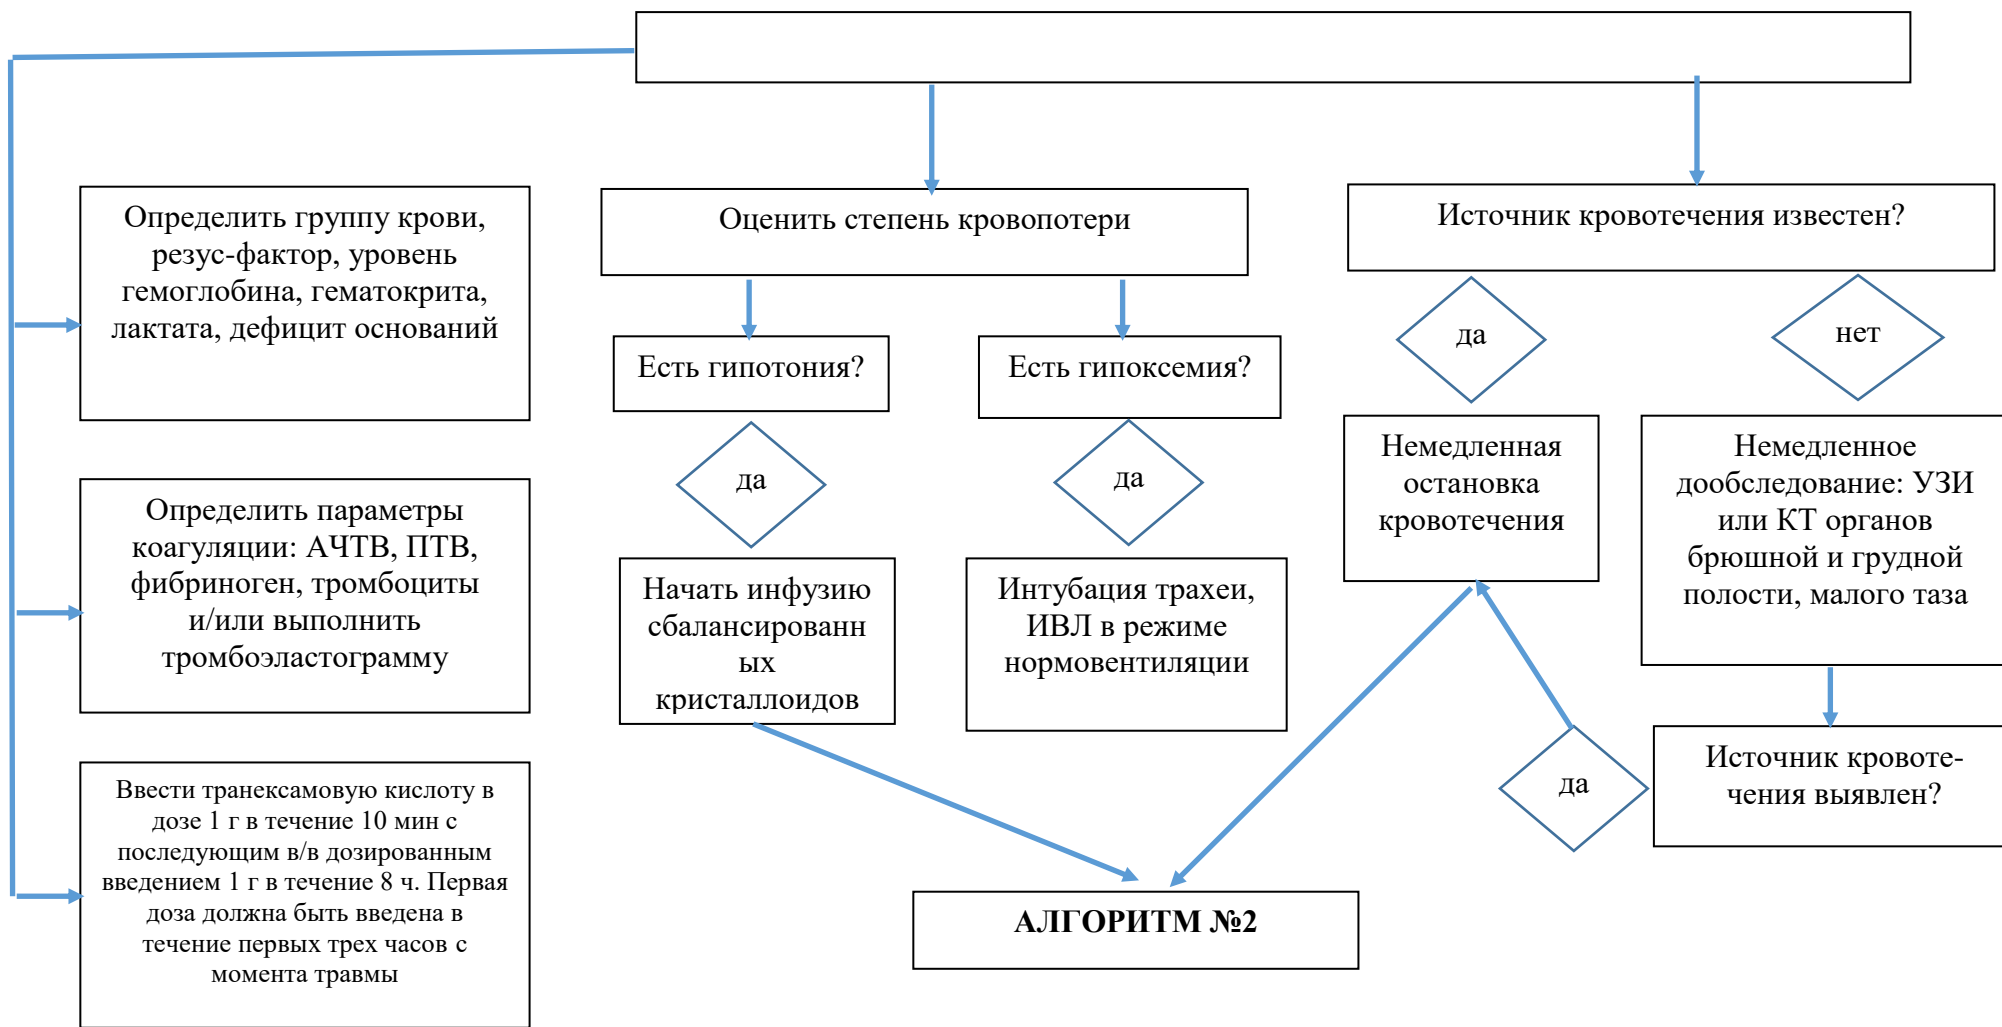 Определить группу крови,
резус-фактор, уровень
гемоглобина, гематокрита,
лактата, дефицит оснований
Определить параметры
коагуляции: АЧТВ, ПТВ,
фибриноген, тромбоциты
и/или выполнить
тромбоэластограмму
Ввести транексамовую кислоту в
дозе 1 г в течение 10 мин с
последующим в/в дозированным
введением 1 г в течение 8 ч. Первая
доза должна быть введена в
течение первых трех часов с
момента травмы
Оценить степень кровопотери
Есть гипотония?
да
Начать инфузию
сбалансированн
ых
кристаллоидов
Есть гипоксемия?
да
Интубация трахеи,
ИВЛ в режиме
нормовентиляции
Источник кровотечения известен?
да
Немедленная
остановка
кровотечения
нет
Немедленное
дообследование: УЗИ
или КТ органов
брюшной и грудной
полости, малого таза
Источник кровоте-
чения выявлен?
да
АЛГОРИТМ №2